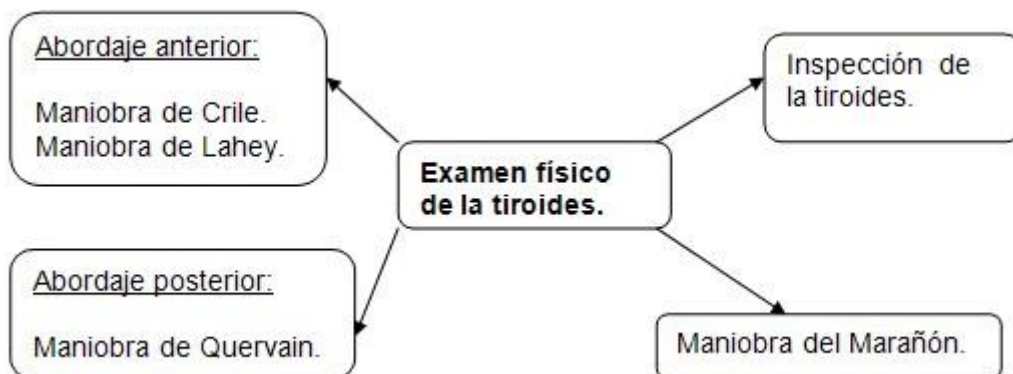 Abordaje anterior:
Maniobra de Crile.
Maniobra de Lahey.
Inspección de
la tiroides.
Examen físico
de la tiroides.
Abordaje posterior:
Maniobra de Quervain.
Maniobra del Marañón.